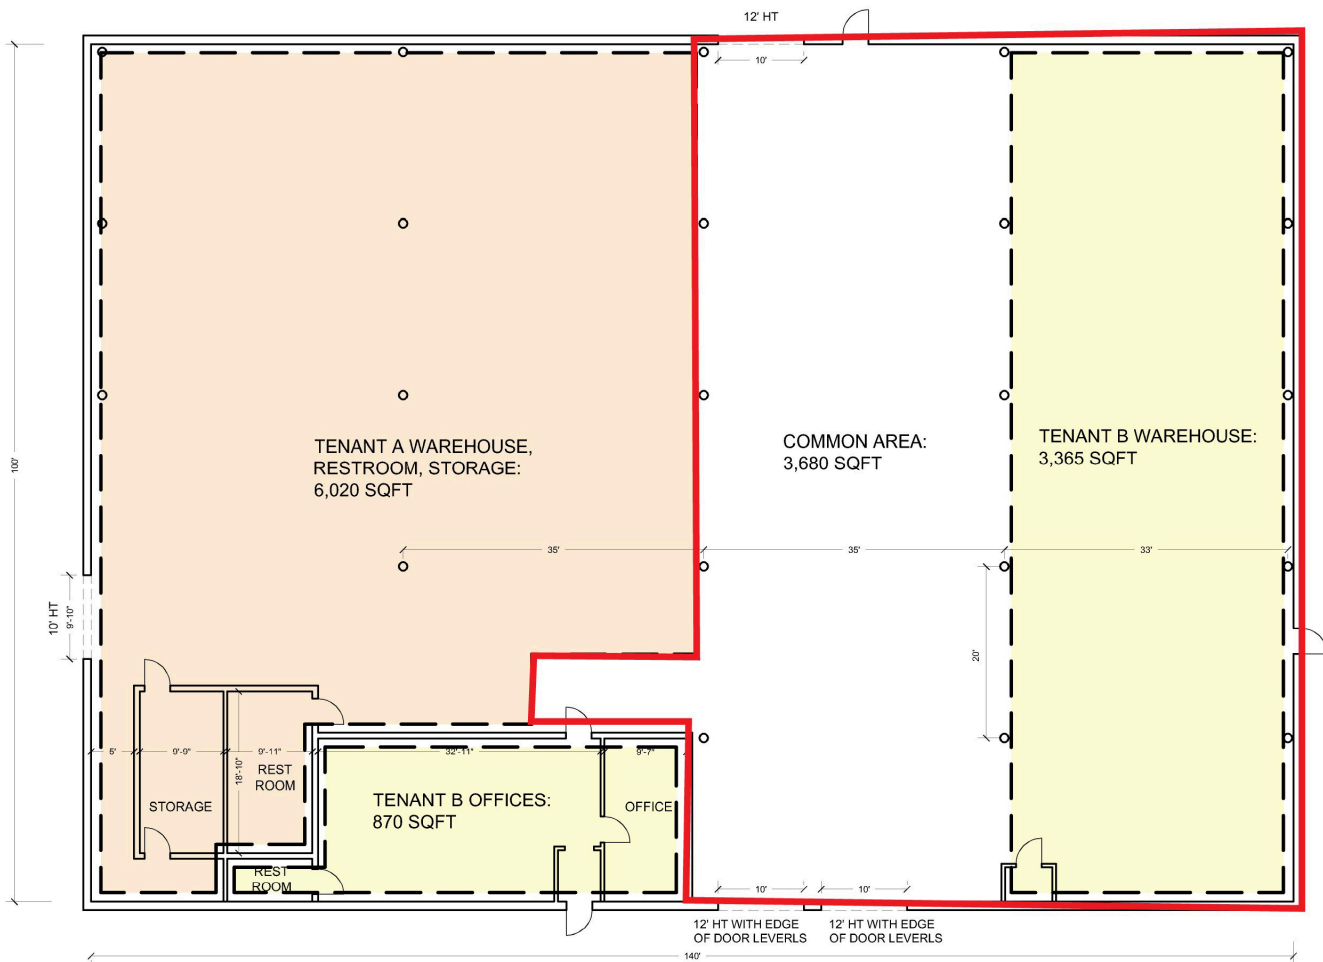 12' HT
10'
100'
TENANT A WAREHOUSE,
RESTROOM, STORAGE:
6,020 SQFT
COMMON AREA:
3,680 SQFT
TENANT B WAREHOUSE:
3,365 SQFT
35'
35'
33'
10' HT
9'-10"
20'
5'
9'-9"
9'-11"
32'-11"
9'-7"
18'-10"
REST
ROOM
STORAGE
TENANT B OFFICES:
870 SQFT
OFFICE
REST
ROOM
10'
10'
12' HT WITH EDGE
OF DOOR LEVERLS
12' HT WITH EDGE
OF DOOR LEVERLS
140'